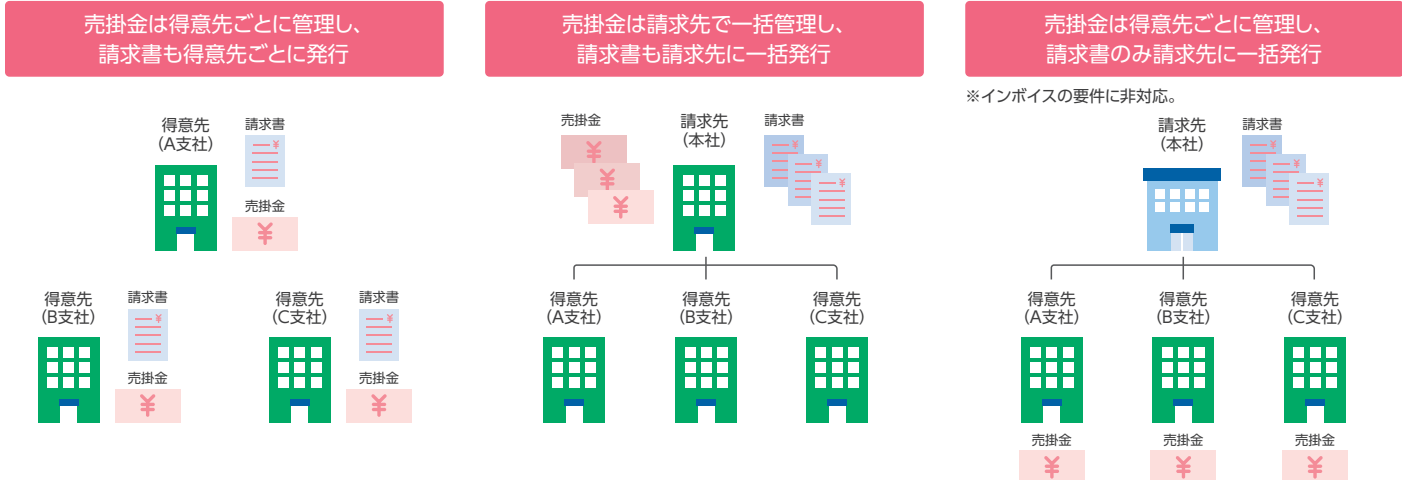 売掛金は得意先ごとに管理し、
請求書も得意先ごとに発行
得意先
(A支社)
請求書
¥
売掛金
¥
得意先
(B支社)
請求書
¥
売掛金
¥
得意先
(C支社)
請求書
¥
売掛金
¥
売掛金は請求先で一括管理し、
請求書も請求先に一括発行
売掛金
¥
¥
¥
請求先
(本社)
請求書
¥
¥
¥
得意先
(A支社)
得意先
(B支社)
得意先
(C支社)
売掛金は得意先ごとに管理し、
請求書のみ請求先に一括発行
※インボイスの要件に非対応。
請求先
(本社)
請求書
¥
¥
¥
得意先
(A支社)
売掛金
¥
得意先
(B支社)
売掛金
¥
得意先
(C支社)
売掛金
¥